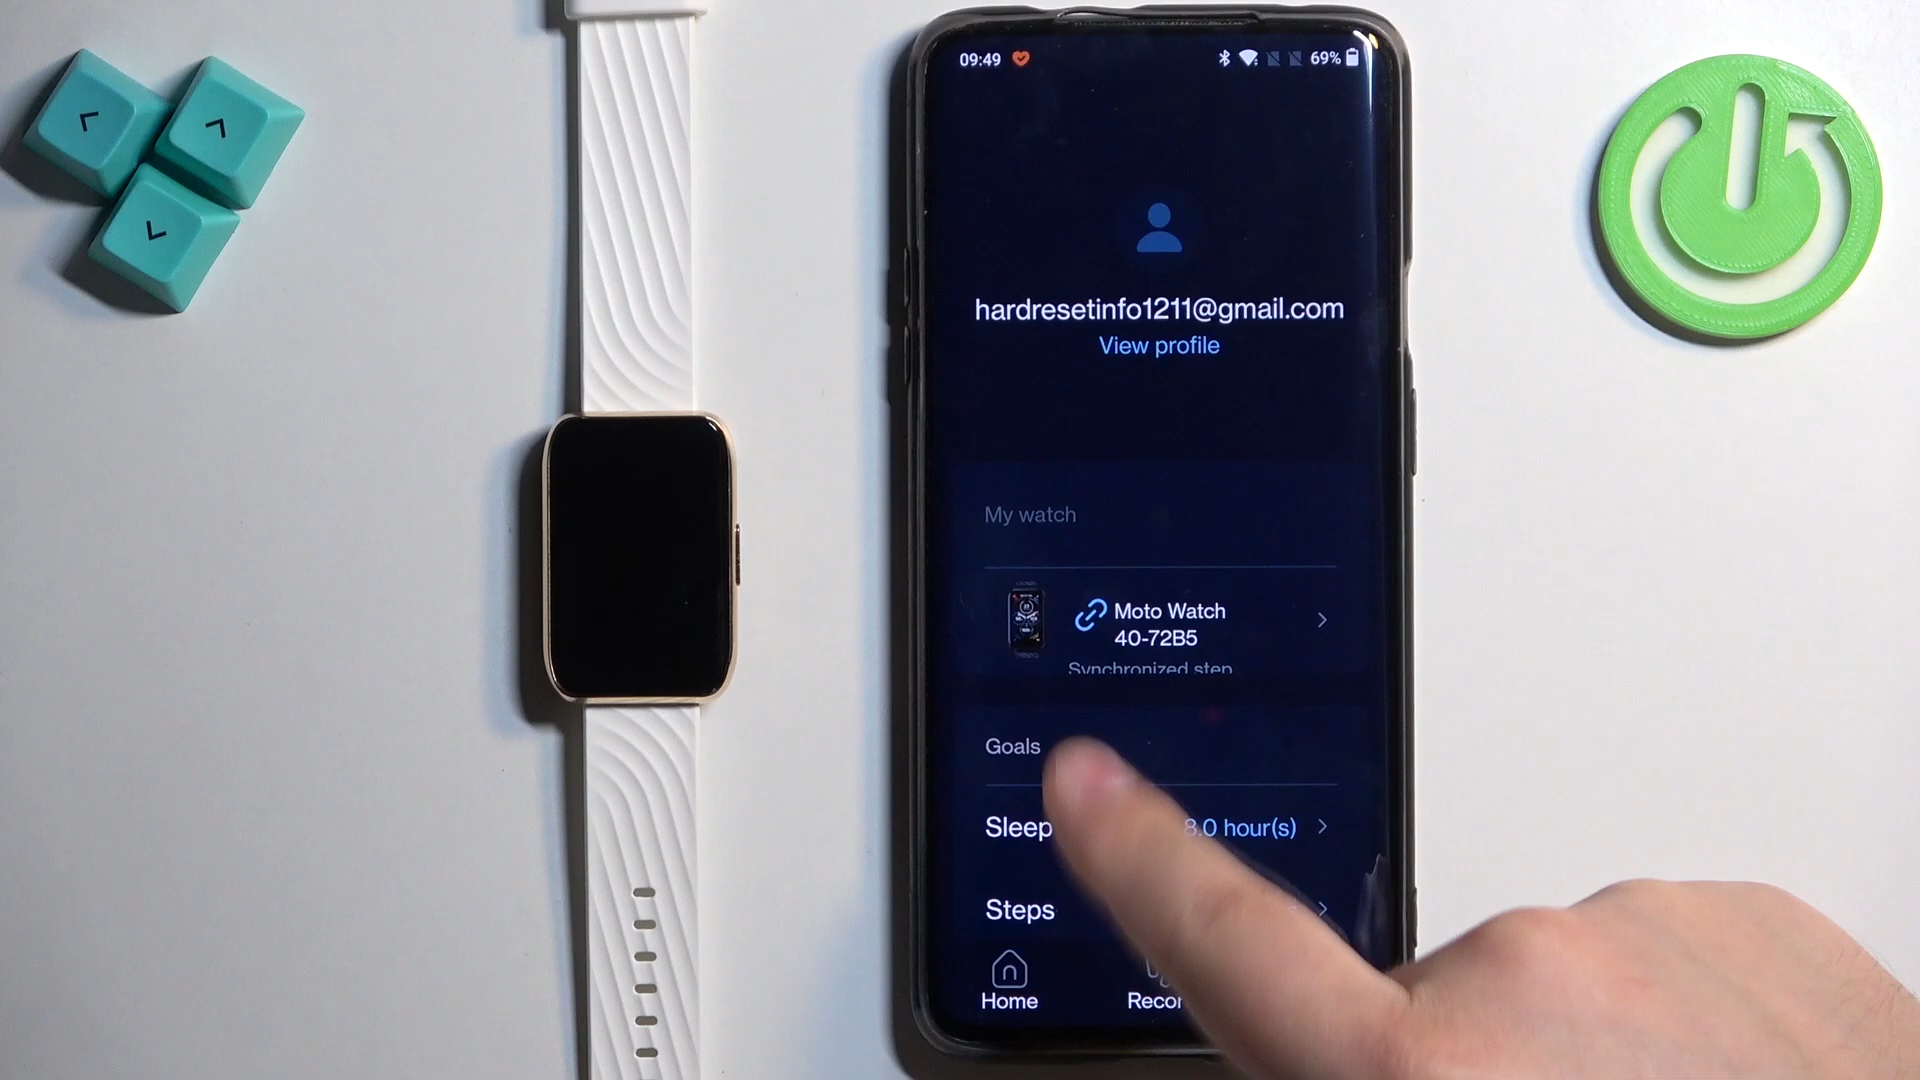 09:49
69%
hardresetinfo1211@gmail.com
View profile
My watch
Moto Watch
40-72B5
Synchronized step
Goals
Sleep 8.0 hour(s)
Steps
Home